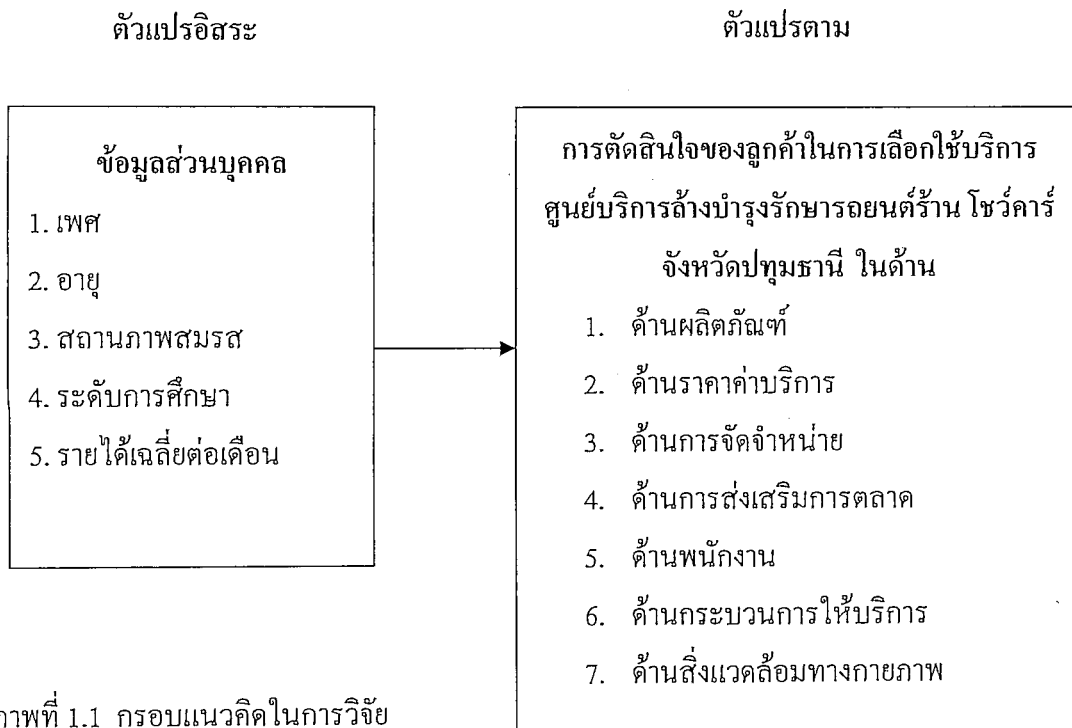 ตัวแปรอิสระ
ตัวแปรตาม
ข้อมูลส่วนบุคคล
1. เพศ
2. อายุ
3. สถานภาพสมรส
4. ระดับการศึกษา
5. รายได้เฉลี่ยต่อเดือน
การตัดสินใจของลูกค้าในการเลือกใช้บริการ
ศูนย์บริการล้างบำรุงรักษารถยนต์ร้าน โชว์คาร์
จังหวัดปทุมธานี ในด้าน
1. ด้านผลิตภัณฑ์
2. ด้านราคาค่าบริการ
3. ด้านการจัดจำหน่าย
4. ด้านการส่งเสริมการตลาด
5. ด้านพนักงาน
6. ด้านกระบวนการให้บริการ
7. ด้านสิ่งแวดล้อมทางกายภาพ
าพที่ 1.1 กรอบแนวคิดในการวิจัย